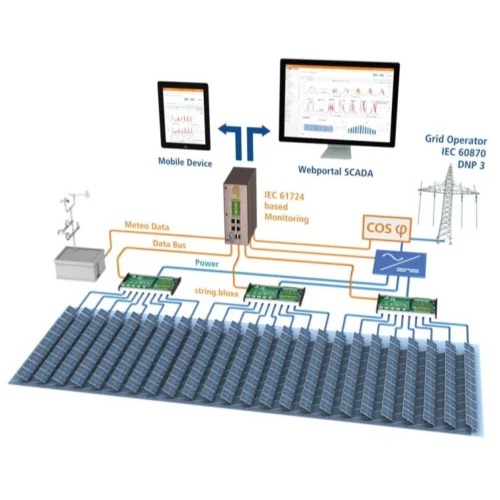 Mobile Device
Webportal SCADA
Grid Operator
IEC 60870
DNP 3
IEC 61724
based
Monitoring
Meteo Data
Data Bus
Power
string.bloxx
COS φ